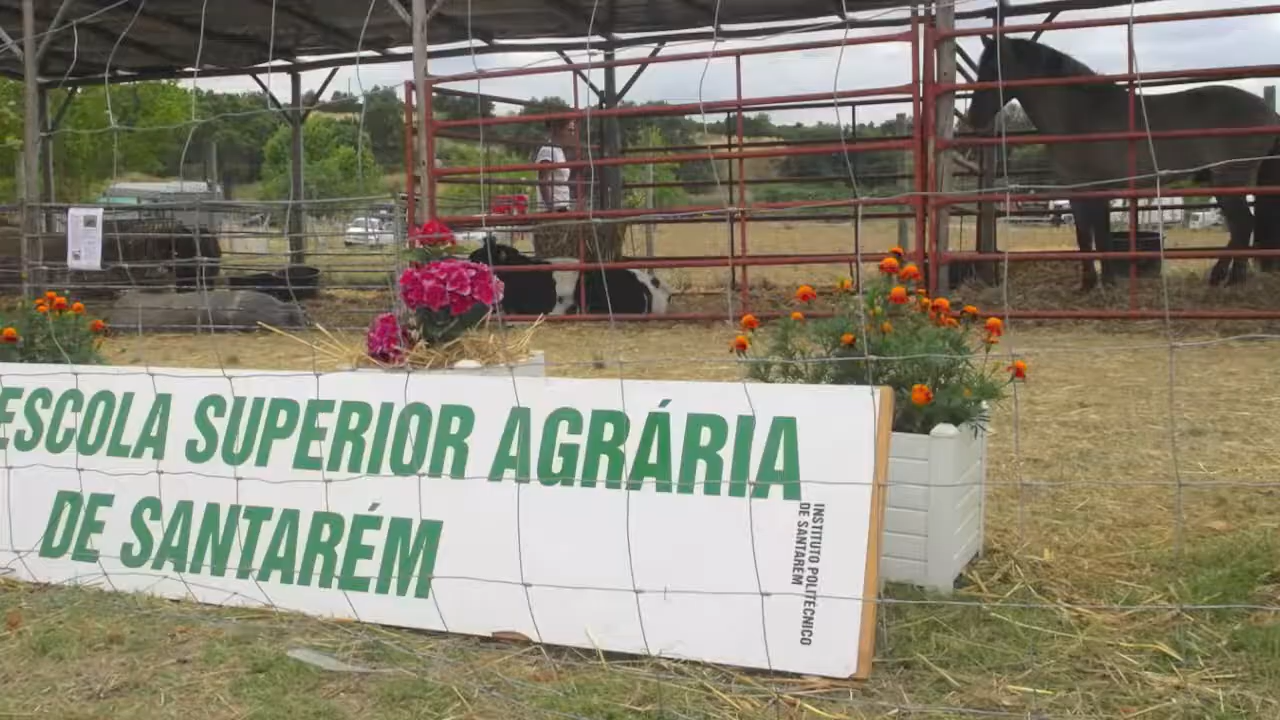 ESCOLA SUPERIOR AGRÁRIA
DE SANTARÉM
INSTITUTO POLITÉCNICO
DE SANTARÉM